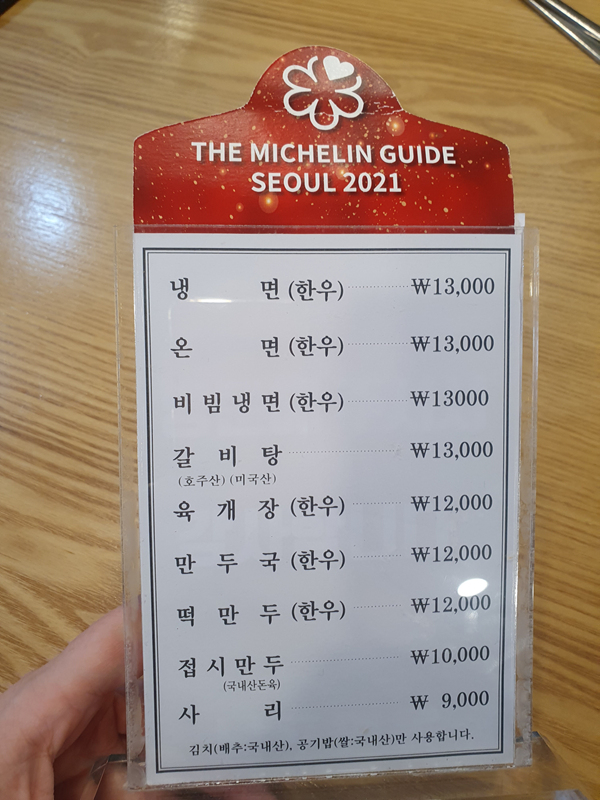 THE MICHELIN GUIDE
SEOUL 2021
냉 면 (한우) ₩13,000
온 면 (한우) ₩13,000
비빔냉면 (한우) ₩13000
갈 비 탕 ₩13,000
(호주산) (미국산)
육 개 장 (한우) ₩12,000
만 두 국 (한우) ₩12,000
떡 만 두 (한우) ₩12,000
접시만두 ₩10,000
(국내산돈육)
사 리 ₩ 9,000
김치(배추:국내산), 공기밥(쌀:국내산)만 사용합니다.